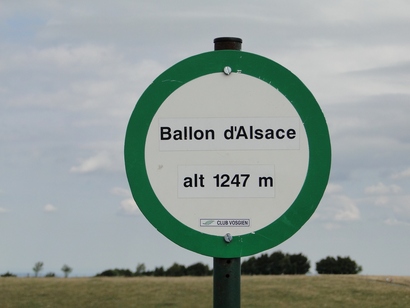 Ballon d'Alsace
alt 1247 m
CLUB VOSGIEN